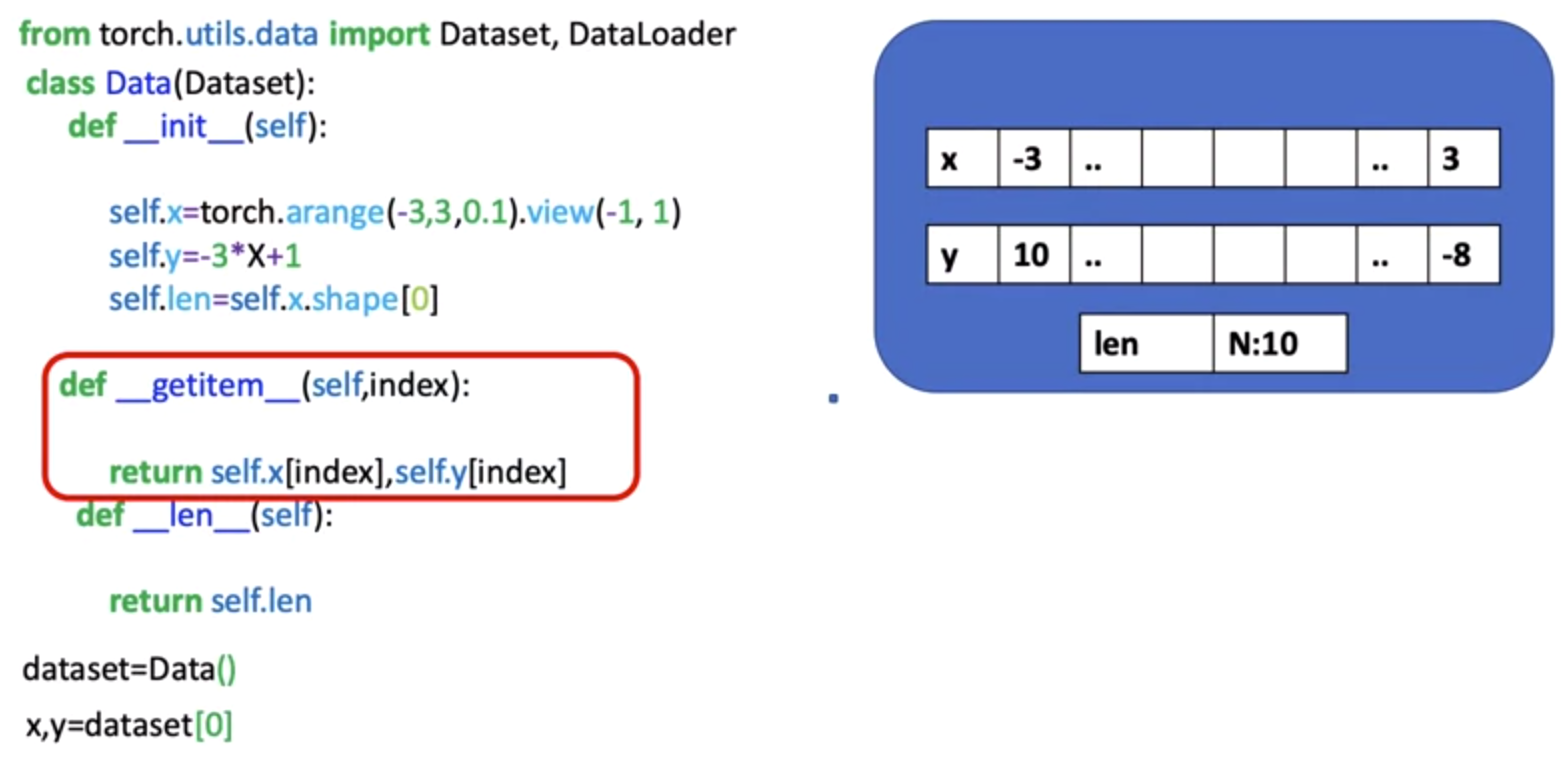 from torch.utils.data import Dataset, DataLoader
class Data(Dataset):
def __init__(self):
self.x=torch.arange(-3,3,0.1).view(-1, 1)
self.y=-3*X+1
self.len=self.x.shape[0]
def __getitem__(self,index):
return self.x[index],self.y[index]
def __len__(self):
return self.len
dataset=Data()
x,y=dataset[0]
x -3 .. .. 3
y 10 .. .. -8
len N:10